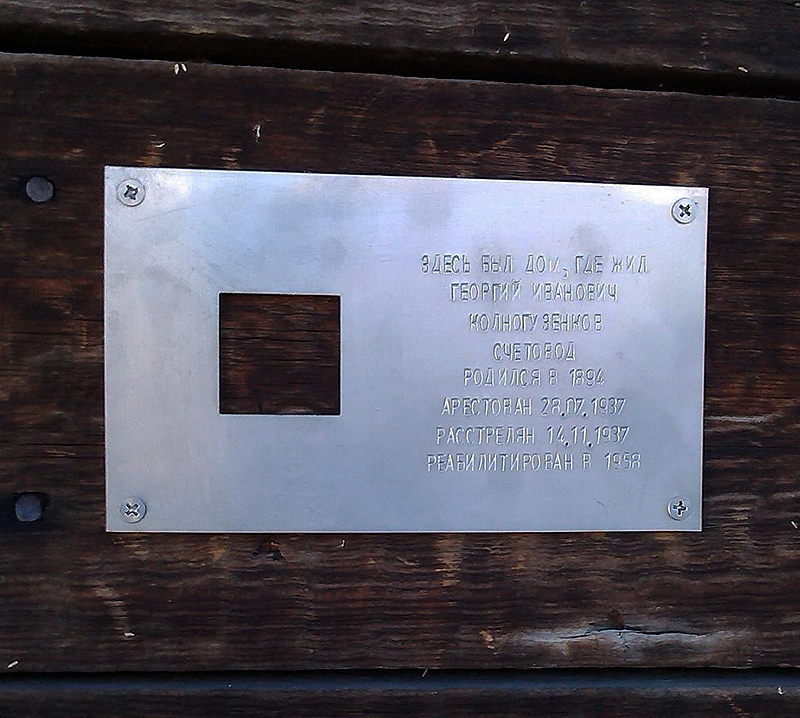 ЗДЕСЬ БЫЛ ДОМ, ГДЕ ЖИЛ
ГЕОРГИЙ ИВАНОВИЧ
КОЛНОГУЗЕНКОВ
СЧЕТОВОД
РОДИЛСЯ В 1894
АРЕСТОВАН 28.07.1937
РАССТРЕЛЯН 14.11.1937
РЕАБИЛИТИРОВАН В 1958